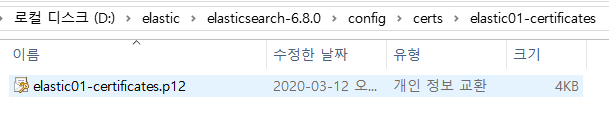 로컬 디스크 (D:) > elastic > elasticsearch-6.8.0 > config > certs > elastic01-certificates
이름 수정한 날짜 유형 크기
elastic01-certificates.p12 2020-03-12 오... 개인 정보 교환 4KB